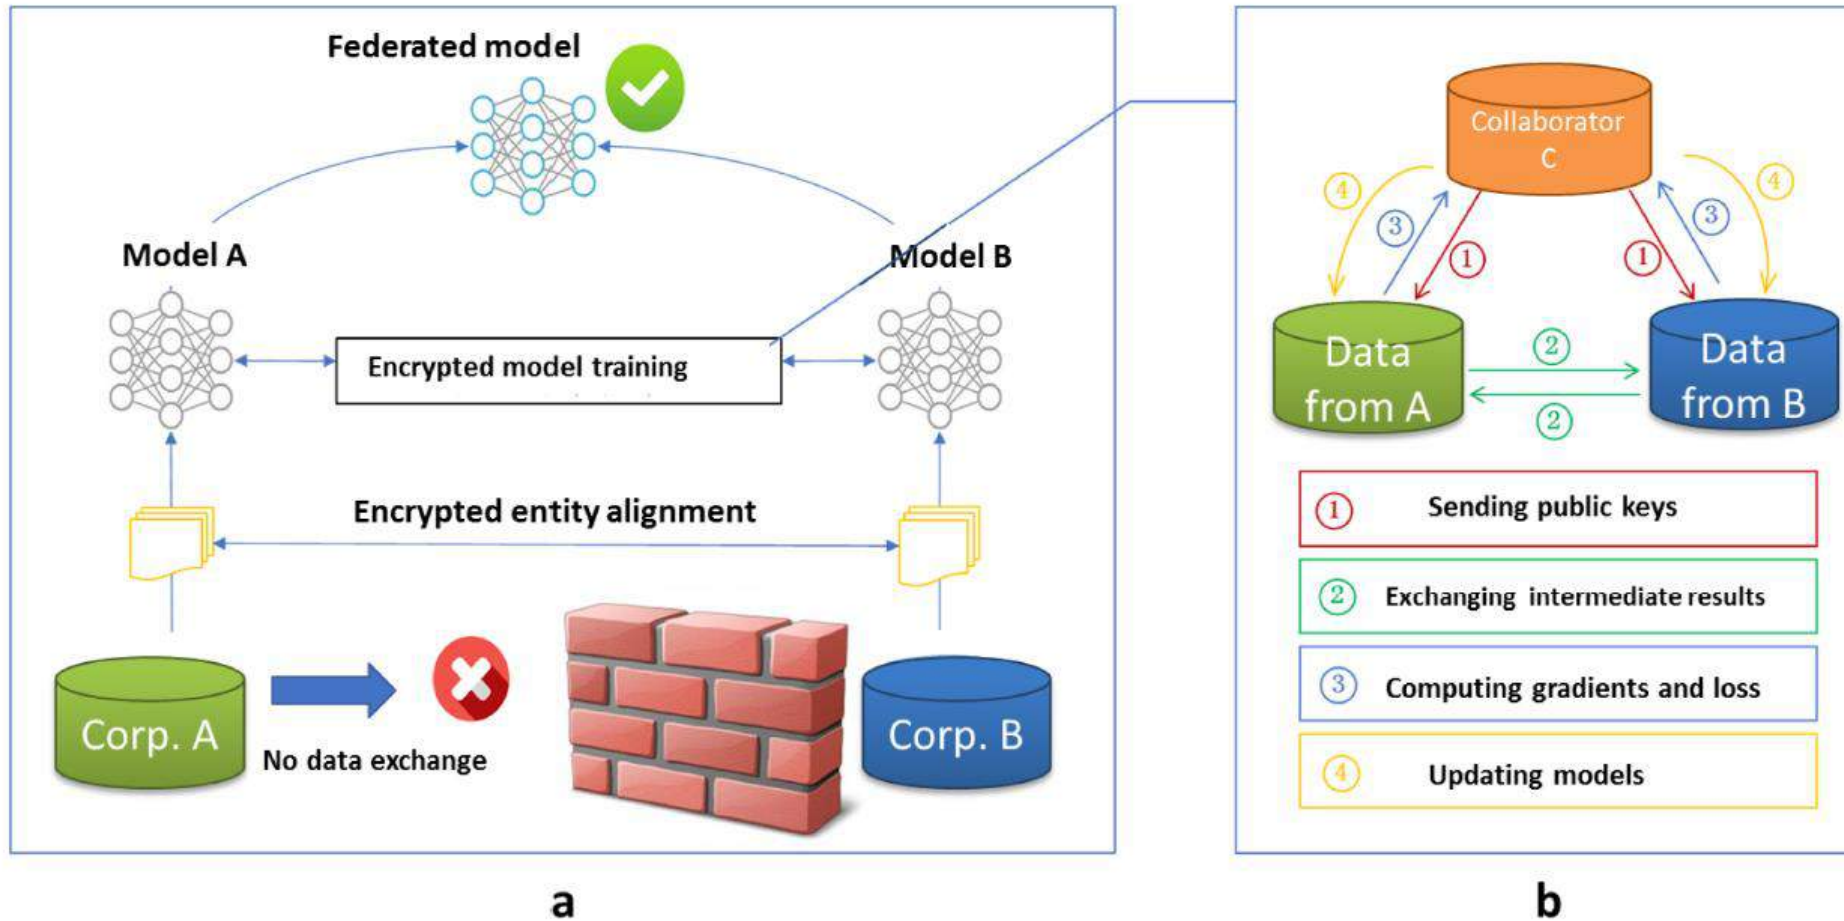 Federated model
Model A
Model B
Encrypted model training
Encrypted entity alignment
Corp. A
No data exchange
Corp. B
a
Collaborator
C
4
3
1
1
3
4
Data
from A
2
2
Data
from B
1 Sending public keys
2 Exchanging intermediate results
3 Computing gradients and loss
4 Updating models
b